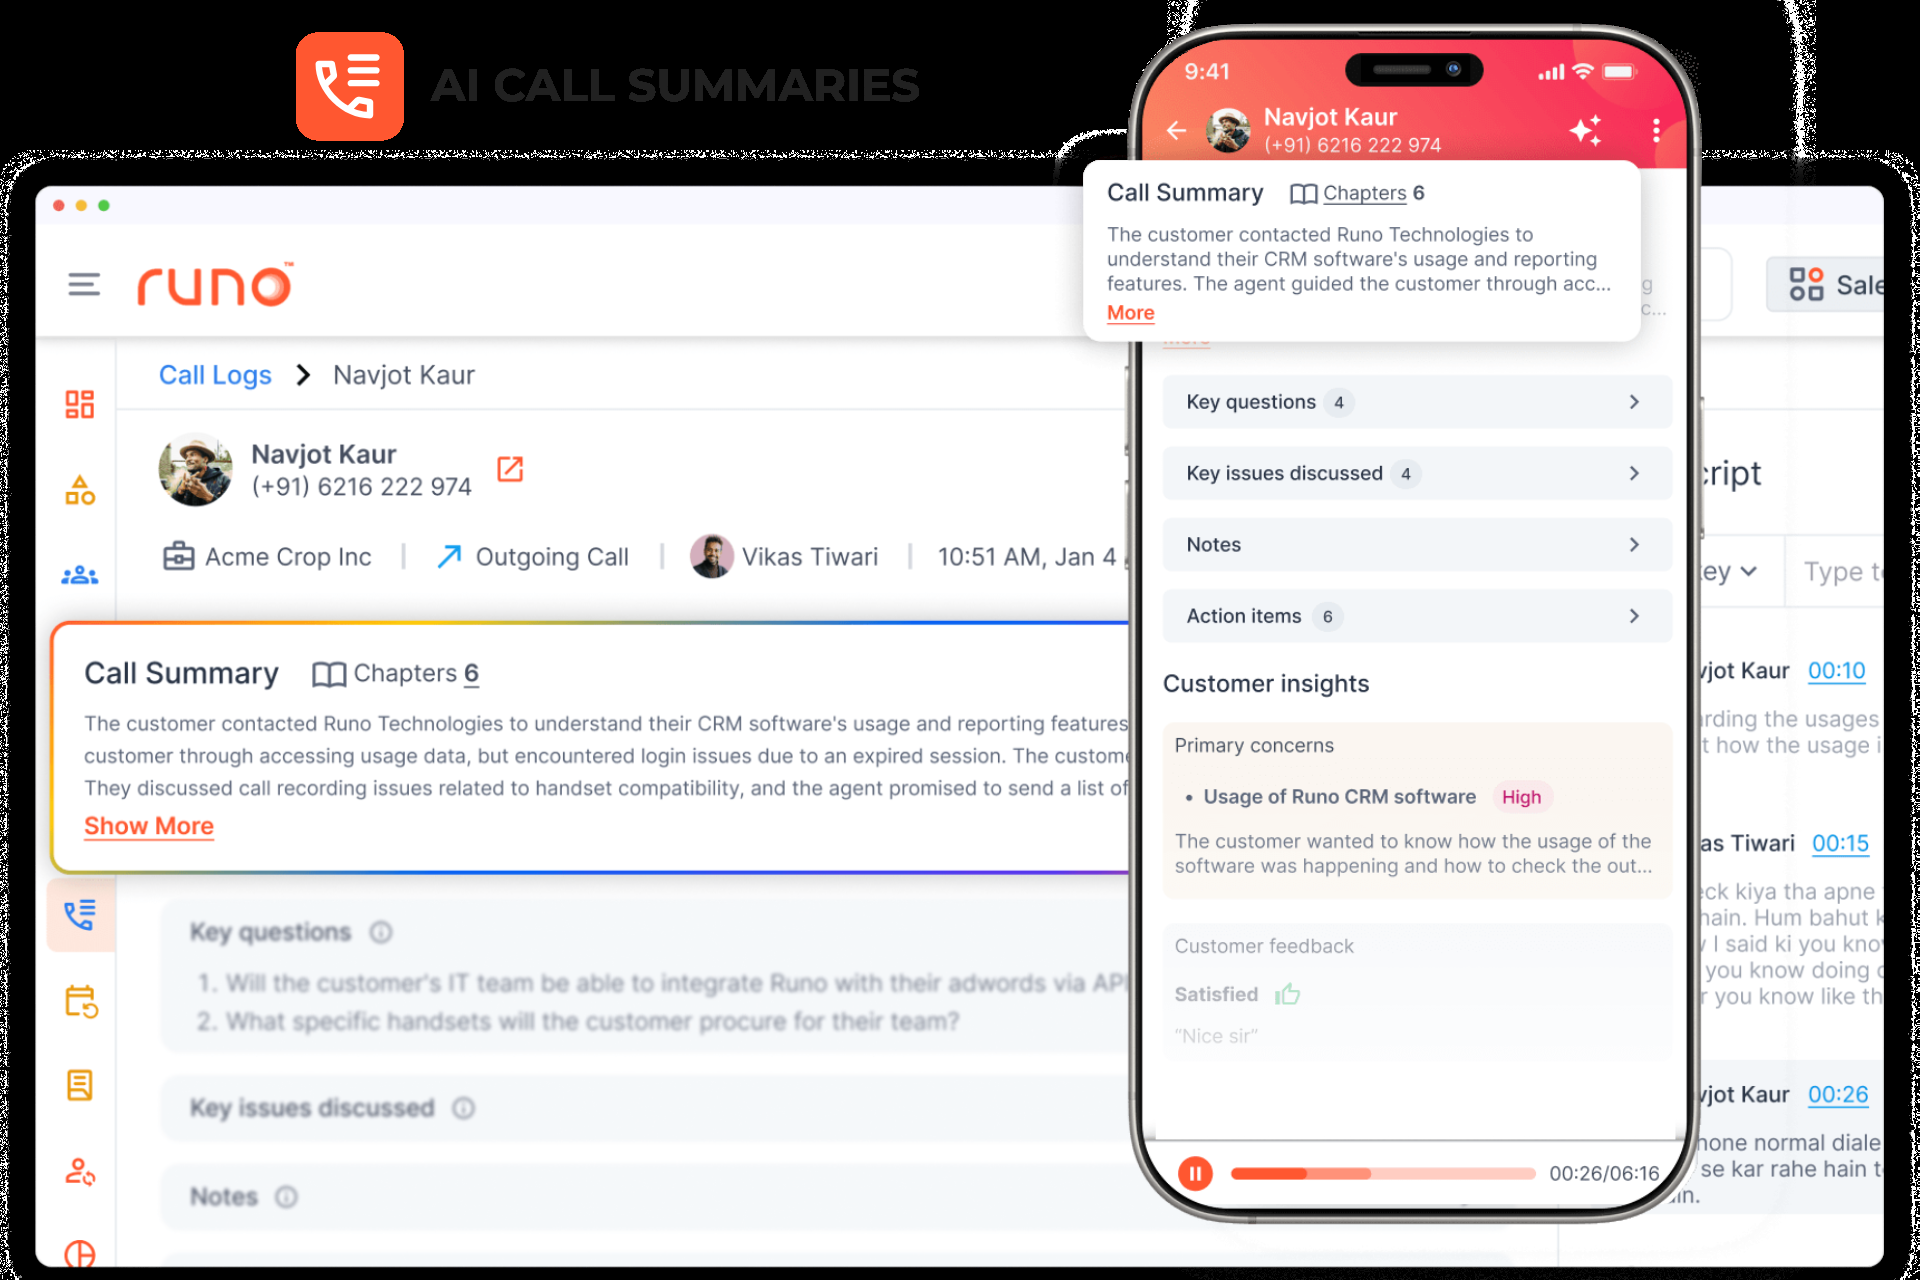 AI CALL SUMMARIES
runo™
Call Logs > Navjot Kaur
Navjot Kaur
(+91) 6216 222 974
Acme Crop Inc | Outgoing Call | Vikas Tiwari | 10:51 AM, Jan 4
Call Summary Chapters 6
The customer contacted Runo Technologies to understand their CRM software's usage and reporting features
customer through accessing usage data, but encountered login issues due to an expired session. The custome
They discussed call recording issues related to handset compatibility, and the agent promised to send a list of
Show More
Key questions
1. Will the customer's IT team be able to integrate Runo with their adwords via API
2. What specific handsets will the customer procure for their team?
Key issues discussed
Notes
9:41
Navjot Kaur
(+91) 6216 222 974
Call Summary Chapters 6
The customer contacted Runo Technologies to
understand their CRM software's usage and reporting
features. The agent guided the customer through acc...
More
Key questions 4
Key issues discussed 4
Notes
Action items 6
Customer insights
Primary concerns
• Usage of Runo CRM software High
The customer wanted to know how the usage of the
software was happening and how to check the out...
Customer feedback
Satisfied
"Nice sir"
00:26/06:16
Sale
cript
ey
Type t
vjot Kaur 00:10
rding the usages
t how the usage i
as Tiwari 00:15
eck kiya tha apne
hain. Hum bahut k
I said ki you kno
you know doing
r you know like th
vjot Kaur 00:26
none normal diale
se kar rahe hain t